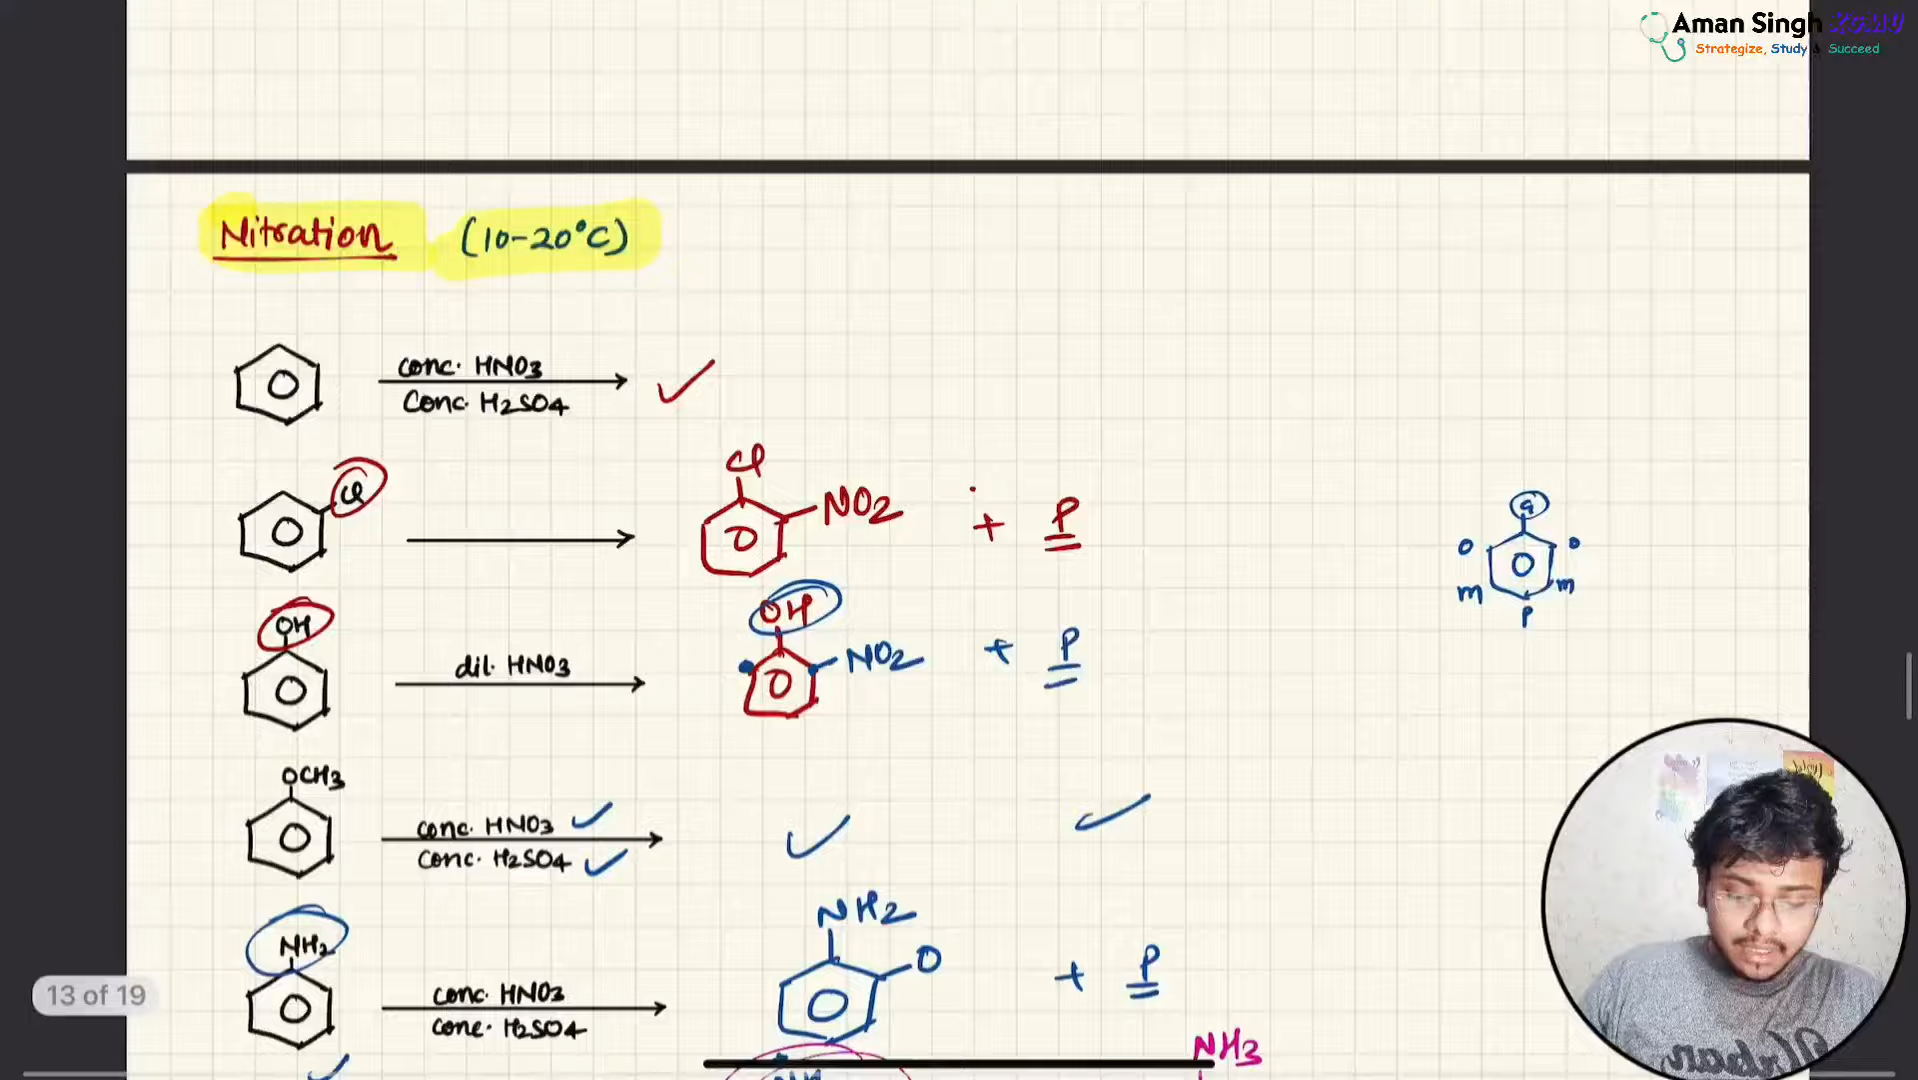 Aman Singh
Strategize, Study & Succeed
Nitration (10-20°C)
conc. HNO3
Conc. H2SO4
Cl
Cl
NO2
+ P
OH
dil. HNO3
OH
NO2
+ P
G
o o
m m
P
OCH3
conc. HNO3
Conc. H2SO4
NH2
conc. HNO3
conc. H2SO4
NH2
O
+ P
NH3
13 of 19